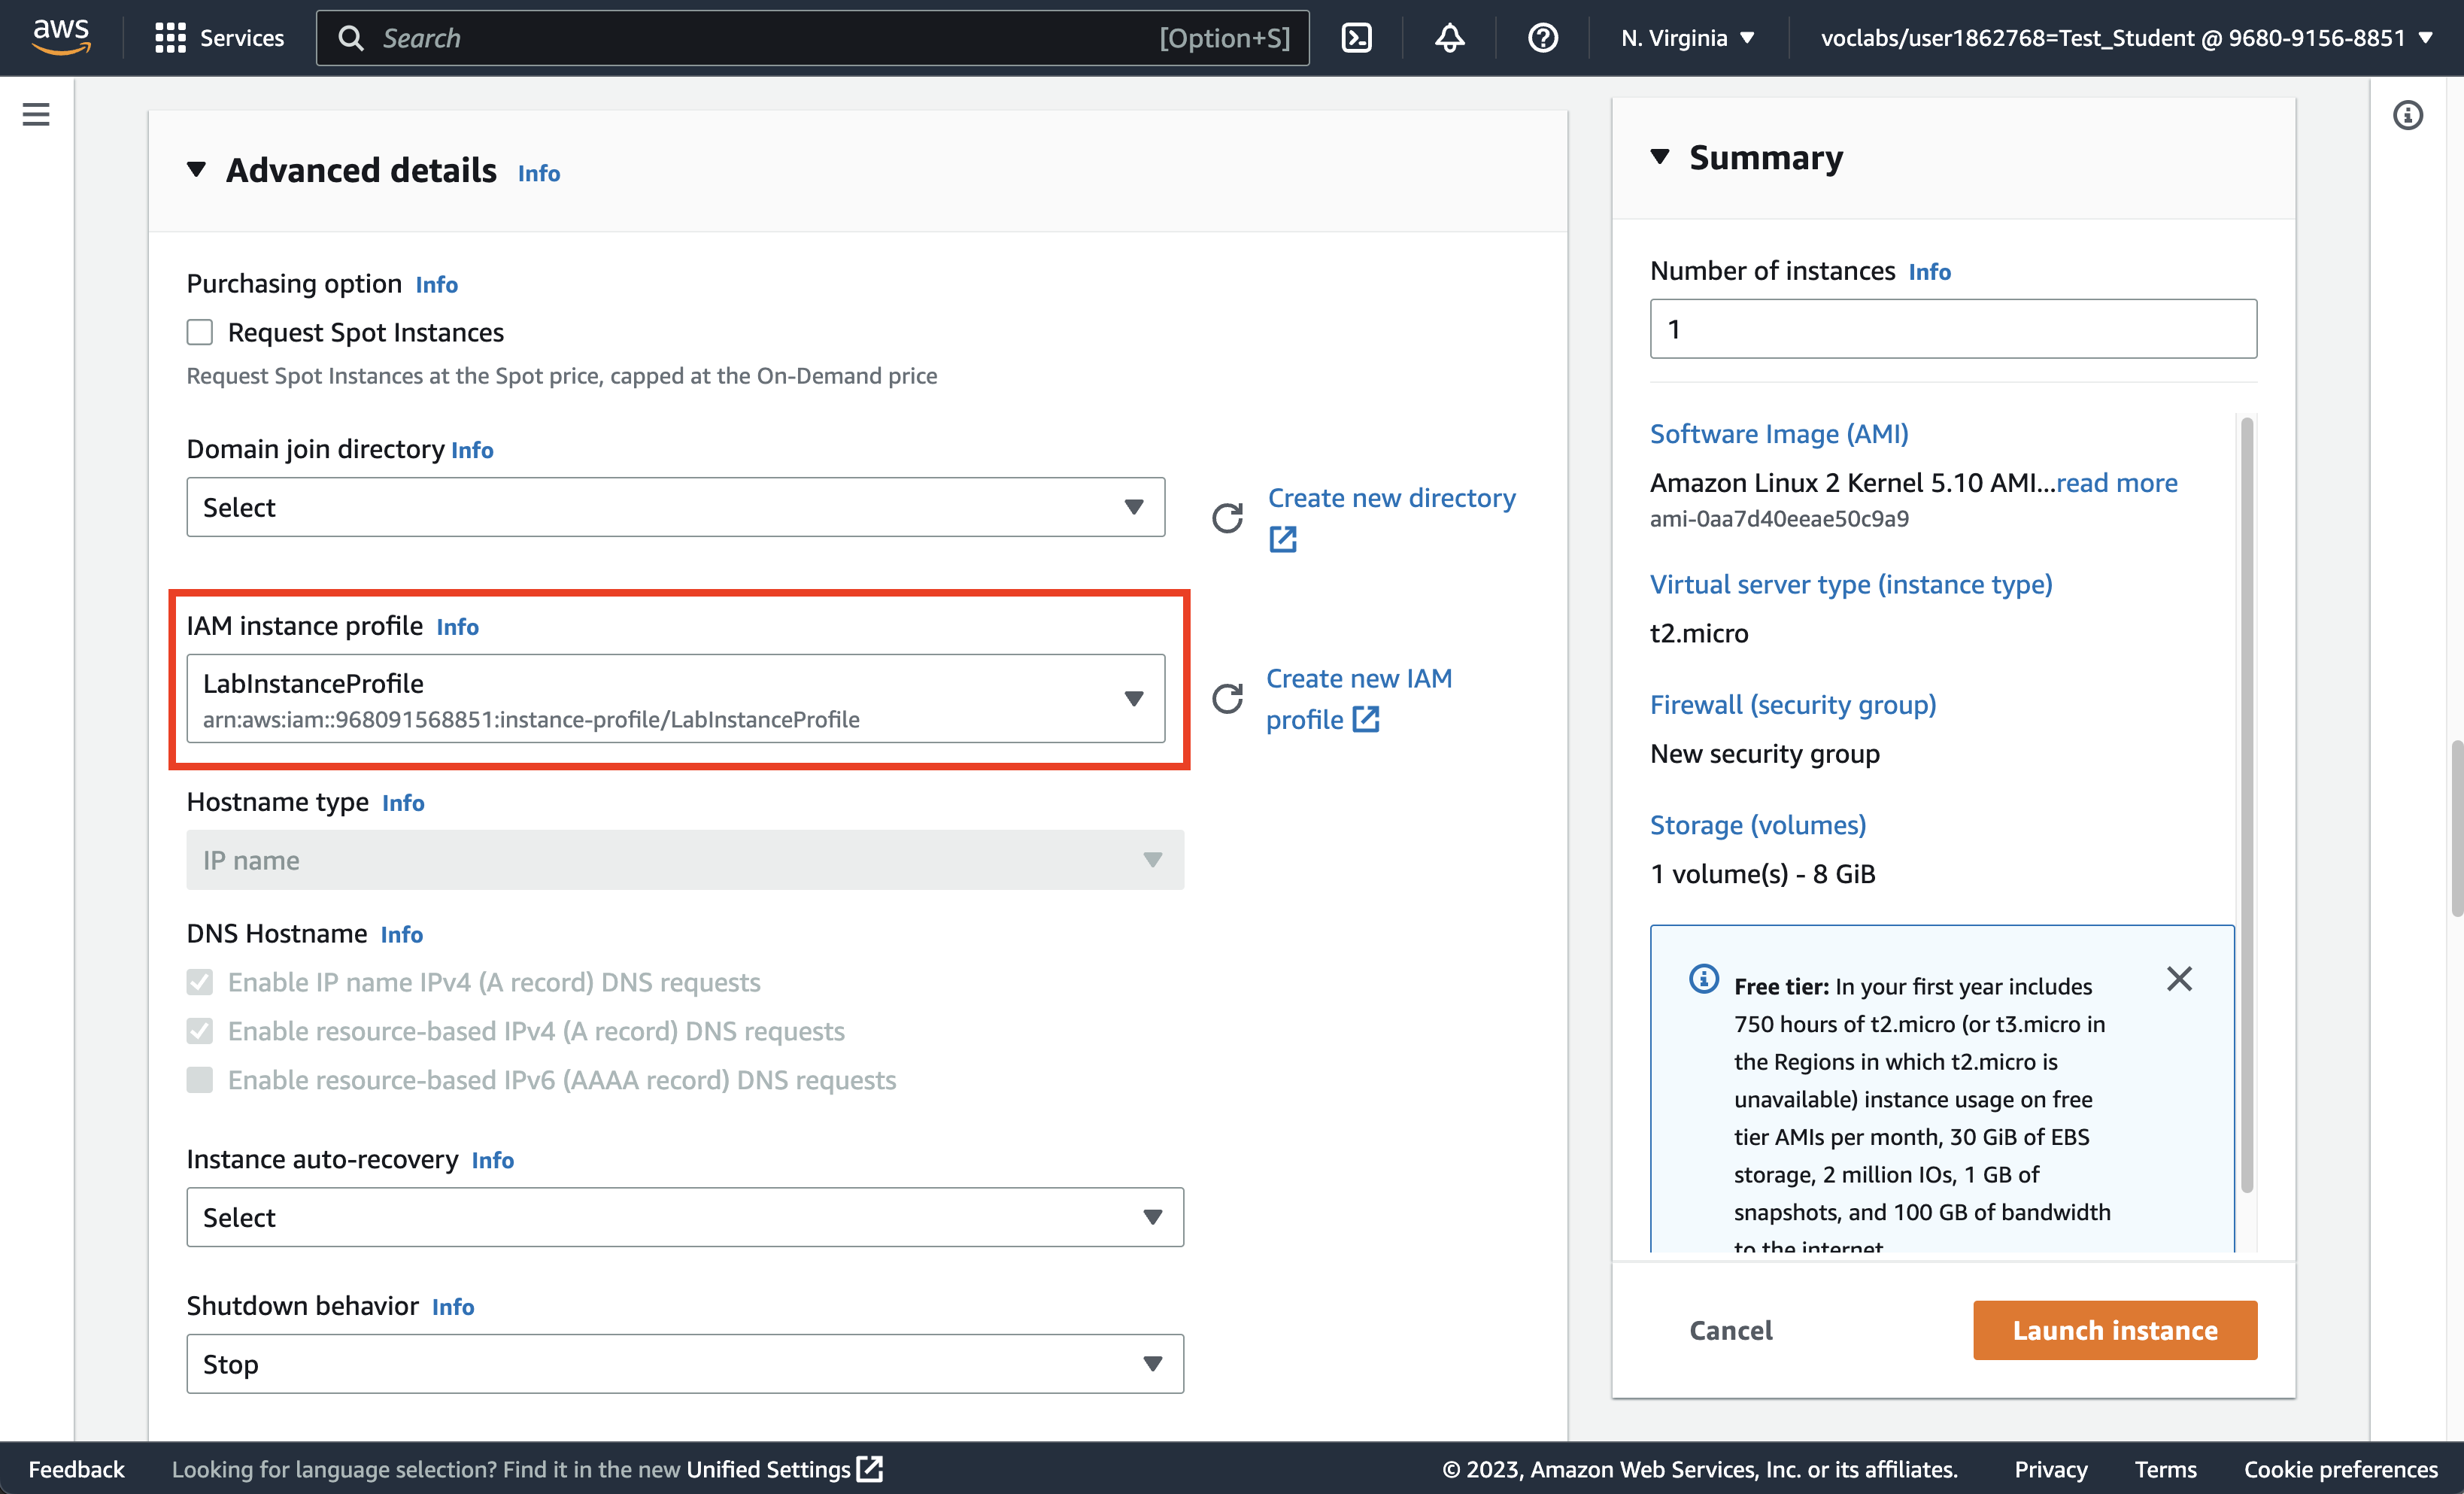 aws
Services
Search
[Option+S]
N. Virginia
voclabs/user1862768=Test_Student @ 9680-9156-8851
Advanced details Info
Purchasing option Info
Request Spot Instances
Request Spot Instances at the Spot price, capped at the On-Demand price
Domain join directory Info
Select
Create new directory
IAM instance profile Info
LabInstanceProfile
arn:aws:iam::968091568851:instance-profile/LabInstanceProfile
Create new IAM
profile
Hostname type Info
IP name
DNS Hostname Info
Enable IP name IPv4 (A record) DNS requests
Enable resource-based IPv4 (A record) DNS requests
Enable resource-based IPv6 (AAAA record) DNS requests
Instance auto-recovery Info
Select
Shutdown behavior Info
Stop
Summary
Number of instances Info
1
Software Image (AMI)
Amazon Linux 2 Kernel 5.10 AMI...read more
ami-0aa7d40eeae50c9a9
Virtual server type (instance type)
t2.micro
Firewall (security group)
New security group
Storage (volumes)
1 volume(s) - 8 GiB
Free tier: In your first year includes
750 hours of t2.micro (or t3.micro in
the Regions in which t2.micro is
unavailable) instance usage on free
tier AMIs per month, 30 GiB of EBS
storage, 2 million IOs, 1 GB of
snapshots, and 100 GB of bandwidth
to the internet
Cancel
Launch instance
Feedback
Looking for language selection? Find it in the new Unified Settings
© 2023, Amazon Web Services, Inc. or its affiliates.
Privacy
Terms
Cookie preferences